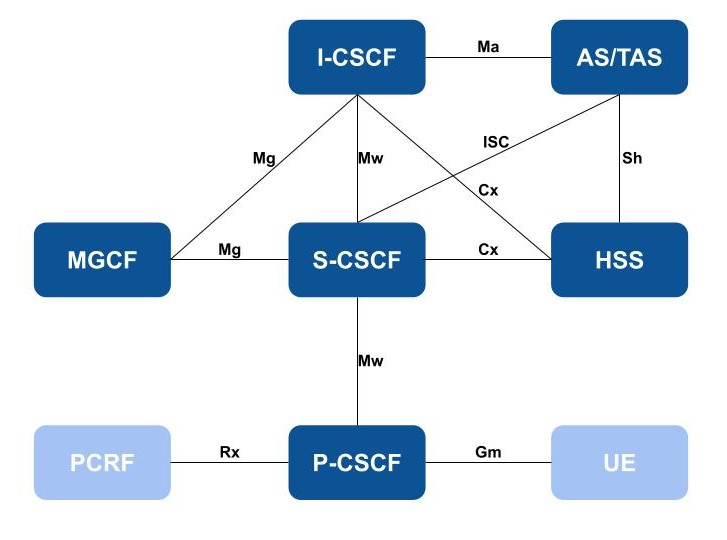 I-CSCF
Ma
AS/TAS
ISC
Mg
Mw
Sh
Cx
MGCF
Mg
S-CSCF
Cx
HSS
Mw
PCRF
Rx
P-CSCF
Gm
UE